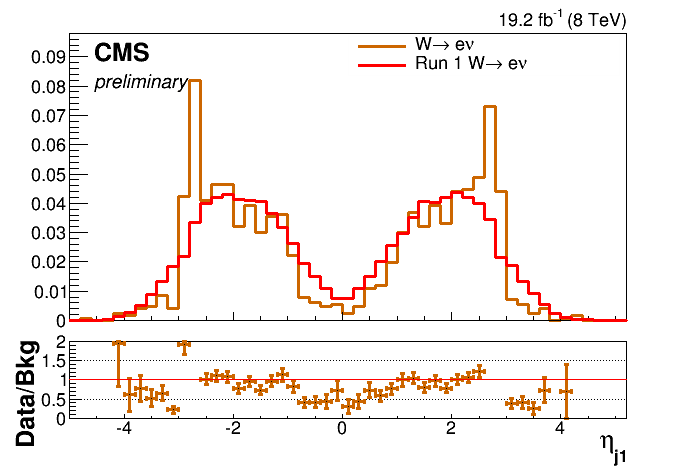 19.2 fb-1 (8 TeV)
CMS
preliminary
W→ eν
Run 1 W→ eν
0.09
0.08
0.07
0.06
0.05
0.04
0.03
0.02
0.01
0
Data/Bkg
2
1.5
1
0.5
0
-4 -2 0 2 4
ηj1